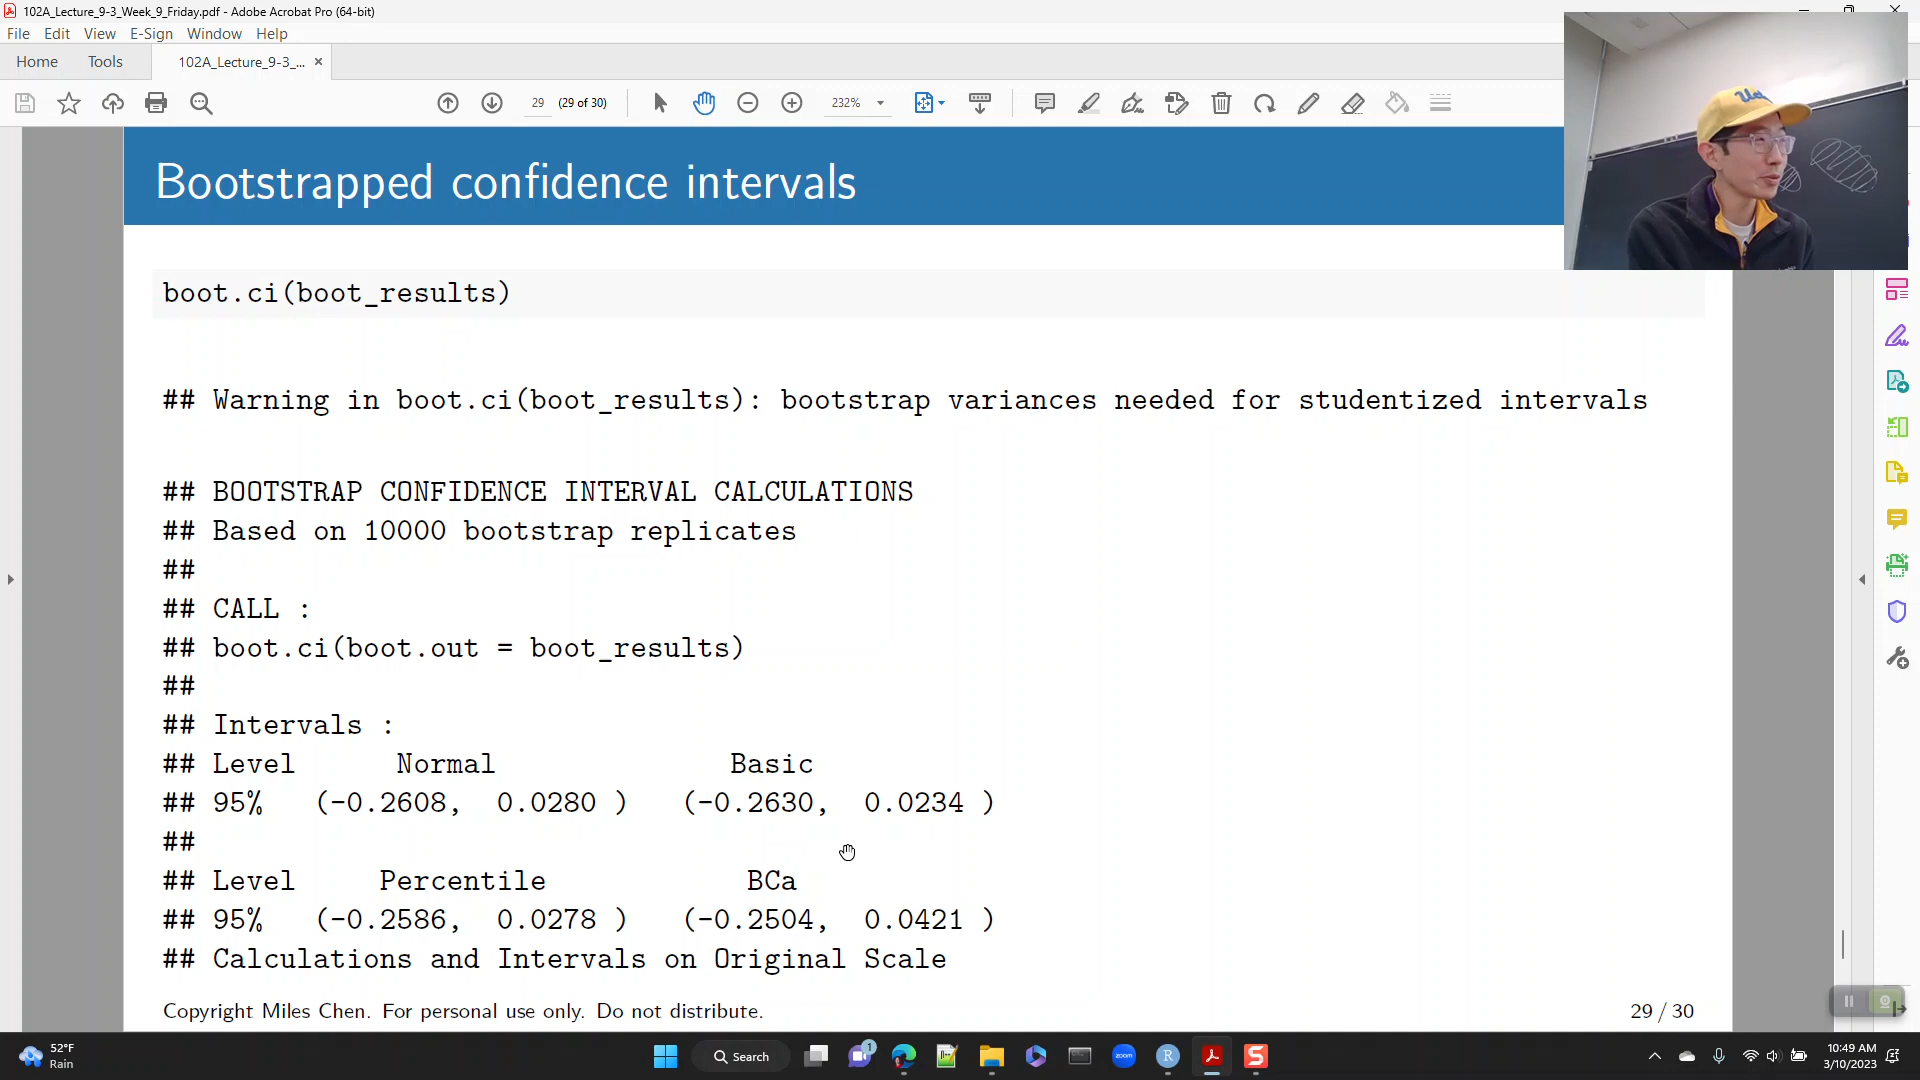 102A_Lecture_9-3_Week_9_Friday.pdf - Adobe Acrobat Pro (64-bit)
File Edit View E-Sign Window Help
Home Tools 102A_Lecture_9-3_... ×
29 (29 of 30) 232%
Bootstrapped confidence intervals
boot.ci(boot_results)
## Warning in boot.ci(boot_results): bootstrap variances needed for studentized intervals
## BOOTSTRAP CONFIDENCE INTERVAL CALCULATIONS
## Based on 10000 bootstrap replicates
##
## CALL :
## boot.ci(boot.out = boot_results)
##
## Intervals :
## Level Normal Basic
## 95% (-0.2608, 0.0280 ) (-0.2630, 0.0234 )
##
## Level Percentile BCa
## 95% (-0.2586, 0.0278 ) (-0.2504, 0.0421 )
## Calculations and Intervals on Original Scale
Copyright Miles Chen. For personal use only. Do not distribute.
29 / 30
52°F
Rain
Search
1
zoom
R
S
10:49 AM
3/10/2023